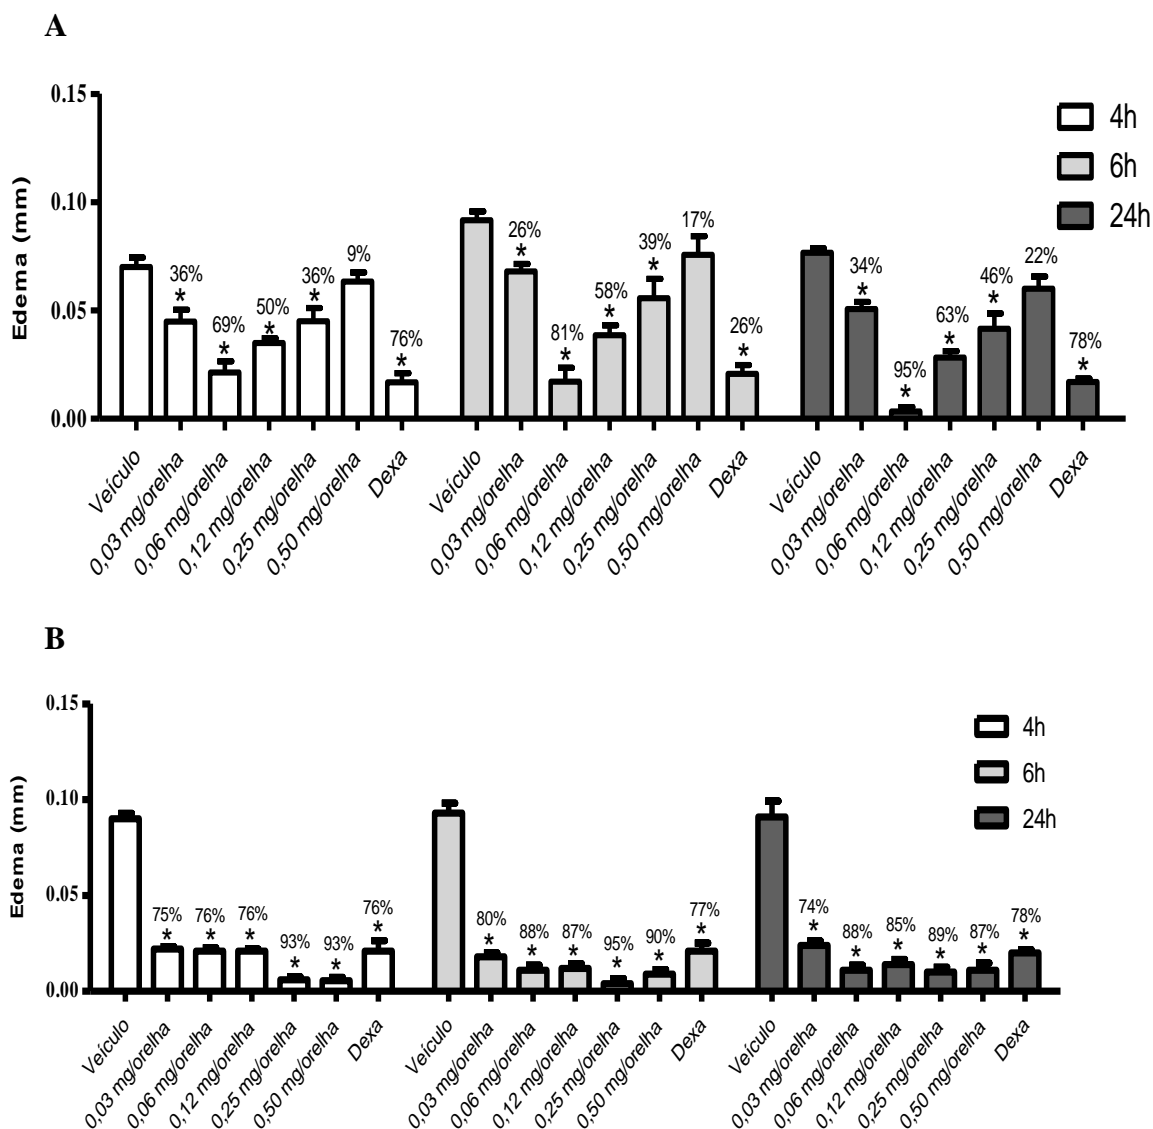 A
0.15
0.10
0.05
0.00
Edema (mm)
4h
6h
24h
36%
*
69%
*
50%
*
36%
*
9%
76%
*
26%
*
81%
*
58%
*
39%
*
17%
26%
*
34%
*
95%
*
63%
*
46%
*
22%
78%
*
Veículo
0,03 mg/orelha
0,06 mg/orelha
0,12 mg/orelha
0,25 mg/orelha
0,50 mg/orelha
Dexa
Veículo
0,03 mg/orelha
0,06 mg/orelha
0,12 mg/orelha
0,25 mg/orelha
0,50 mg/orelha
Dexa
Veículo
0,03 mg/orelha
0,06 mg/orelha
0,12 mg/orelha
0,25 mg/orelha
0,50 mg/orelha
Dexa
B
0.15
0.10
0.05
0.00
Edema (mm)
4h
6h
24h
75%
*
76%
*
76%
*
93%
*
93%
*
76%
*
80%
*
88%
*
87%
*
95%
*
90%
*
77%
*
74%
*
88%
*
85%
*
89%
*
87%
*
78%
*
Veículo
0,03 mg/orelha
0,06 mg/orelha
0,12 mg/orelha
0,25 mg/orelha
0,50 mg/orelha
Dexa
Veículo
0,03 mg/orelha
0,06 mg/orelha
0,12 mg/orelha
0,25 mg/orelha
0,50 mg/orelha
Dexa
Veículo
0,03 mg/orelha
0,06 mg/orelha
0,12 mg/orelha
0,25 mg/orelha
0,50 mg/orelha
Dexa